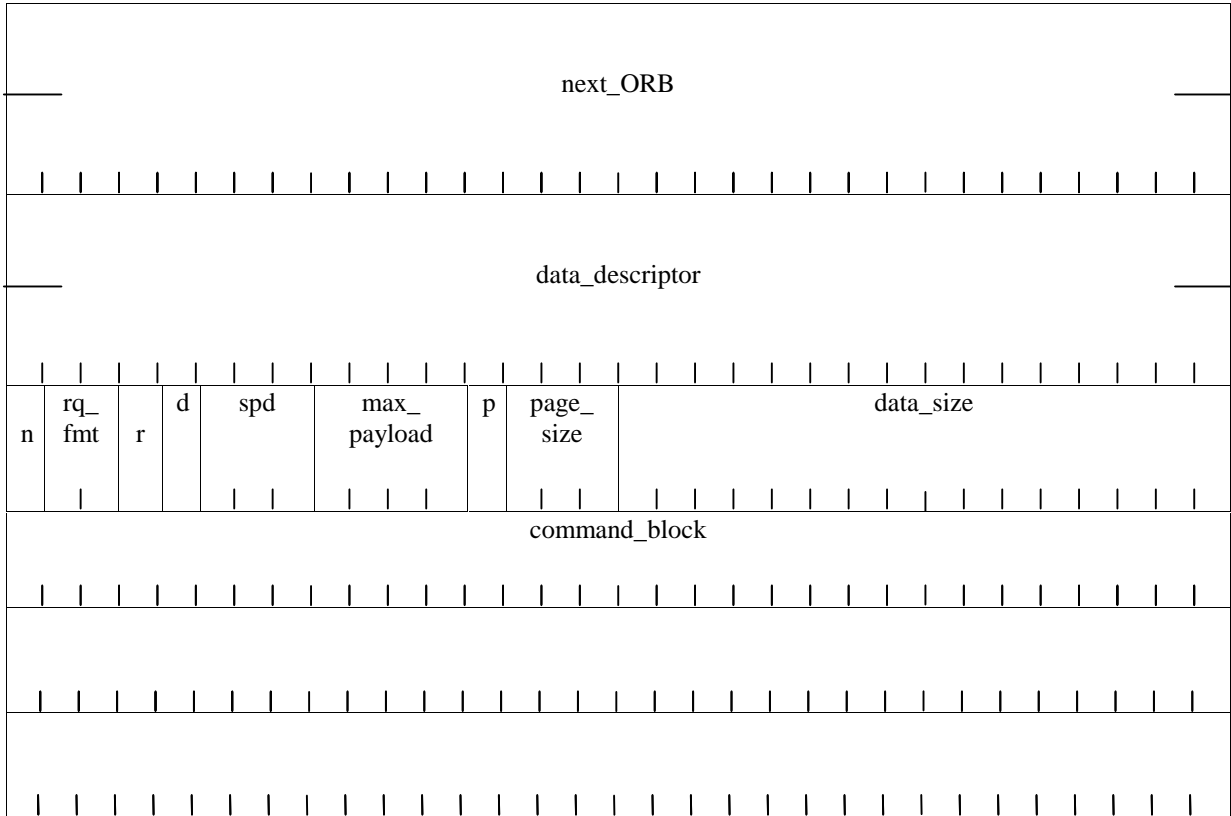 next_ORB
data_descriptor
n rq_ fmt r d spd max_ payload p page_ size data_size
command_block